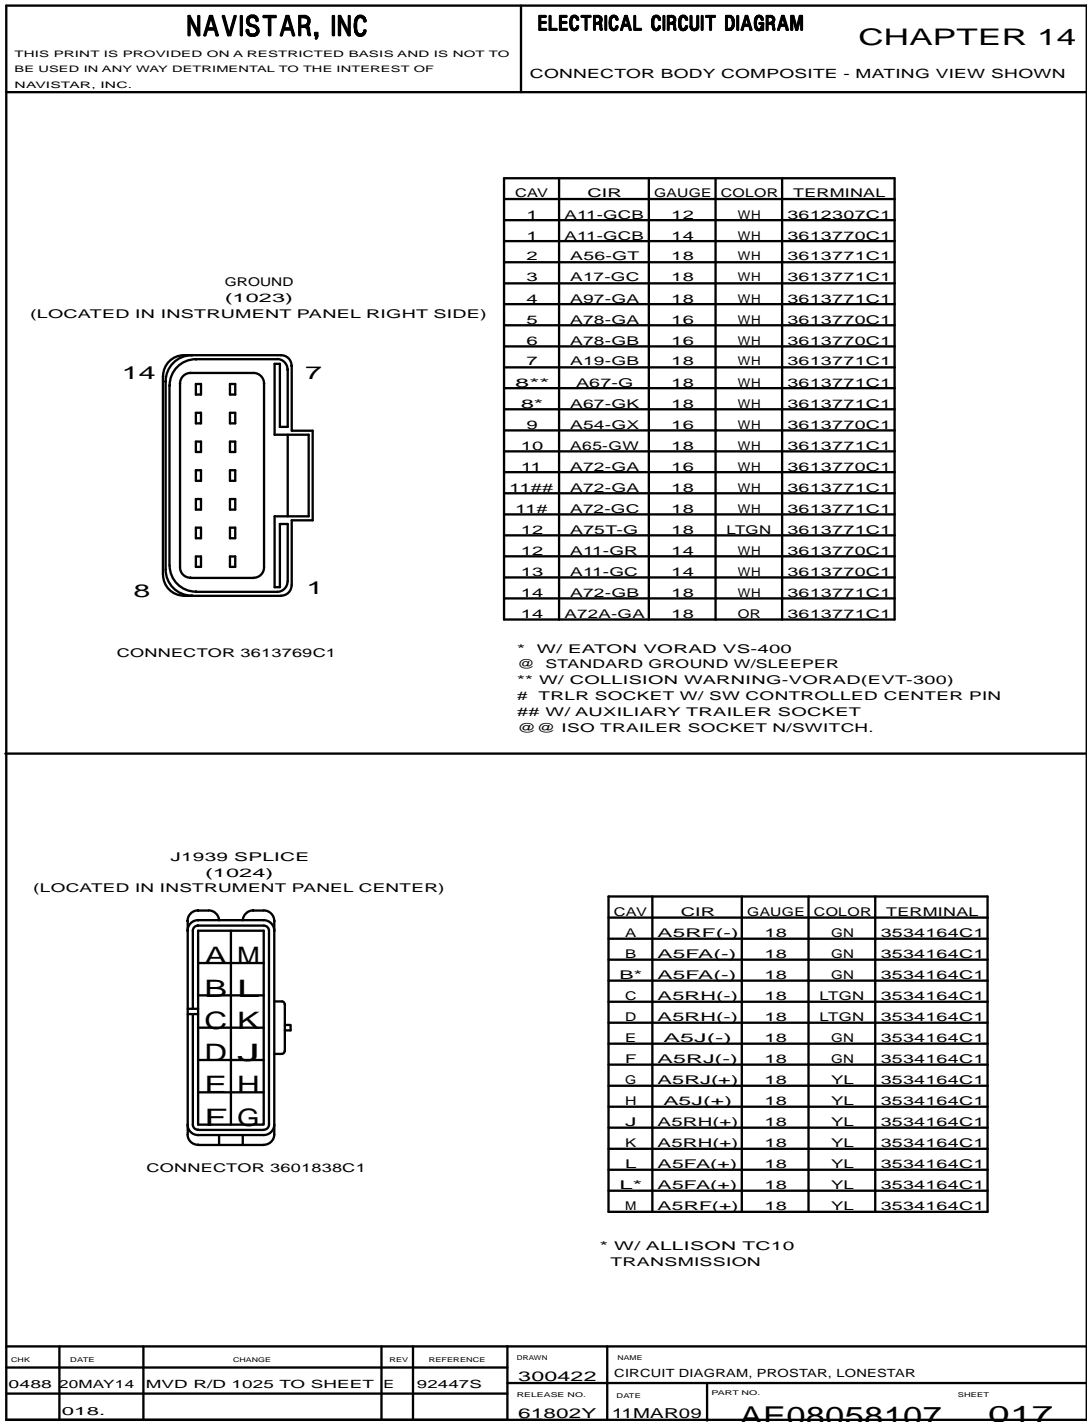 NAVISTAR, INC
THIS PRINT IS PROVIDED ON A RESTRICTED BASIS AND IS NOT TO
BE USED IN ANY WAY DETRIMENTAL TO THE INTEREST OF
NAVISTAR, INC.
ELECTRICAL CIRCUIT DIAGRAM
CHAPTER 14
CONNECTOR BODY COMPOSITE - MATING VIEW SHOWN
GROUND
(1023)
(LOCATED IN INSTRUMENT PANEL RIGHT SIDE)
14 7
8 1
CONNECTOR 3613769C1
CAV CIR GAUGE COLOR TERMINAL
1 A11-GCB 12 WH 3612307C1
1 A11-GCB 14 WH 3613770C1
2 A56-GT 18 WH 3613771C1
3 A17-GC 18 WH 3613771C1
4 A97-GA 18 WH 3613771C1
5 A78-GA 16 WH 3613770C1
6 A78-GB 16 WH 3613770C1
7 A19-GB 18 WH 3613771C1
8** A67-G 18 WH 3613771C1
8* A67-GK 18 WH 3613771C1
9 A54-GX 16 WH 3613770C1
10 A65-GW 18 WH 3613771C1
11 A72-GA 16 WH 3613770C1
11## A72-GA 18 WH 3613771C1
11# A72-GC 18 WH 3613771C1
12 A75T-G 18 LTGN 3613771C1
12 A11-GR 14 WH 3613770C1
13 A11-GC 14 WH 3613770C1
14 A72-GB 18 WH 3613771C1
14 A72A-GA 18 OR 3613771C1
* W/ EATON VORAD VS-400
@ STANDARD GROUND W/SLEEPER
** W/ COLLISION WARNING-VORAD(EVT-300)
# TRLR SOCKET W/ SW CONTROLLED CENTER PIN
## W/ AUXILIARY TRAILER SOCKET
@@ ISO TRAILER SOCKET N/SWITCH.
J1939 SPLICE
(1024)
(LOCATED IN INSTRUMENT PANEL CENTER)
A M
B L
C K
D J
E H
F G
CONNECTOR 3601838C1
CAV CIR GAUGE COLOR TERMINAL
A A5RF(-) 18 GN 3534164C1
B A5FA(-) 18 GN 3534164C1
B* A5FA(-) 18 GN 3534164C1
C A5RH(-) 18 LTGN 3534164C1
D A5RH(-) 18 LTGN 3534164C1
E A5J(-) 18 GN 3534164C1
F A5RJ(-) 18 GN 3534164C1
G A5RJ(+) 18 YL 3534164C1
H A5J(+) 18 YL 3534164C1
J A5RH(+) 18 YL 3534164C1
K A5RH(+) 18 YL 3534164C1
L A5FA(+) 18 YL 3534164C1
L* A5FA(+) 18 YL 3534164C1
M A5RF(+) 18 YL 3534164C1
* W/ ALLISON TC10
TRANSMISSION
CHK DATE CHANGE REV REFERENCE
0488 20MAY14 MVD R/D 1025 TO SHEET E 92447S
018.
DRAWN
300422
NAME
CIRCUIT DIAGRAM, PROSTAR, LONESTAR
RELEASE NO.
61802Y
DATE
11MAR09
PART NO.
AE08058107
SHEET
017